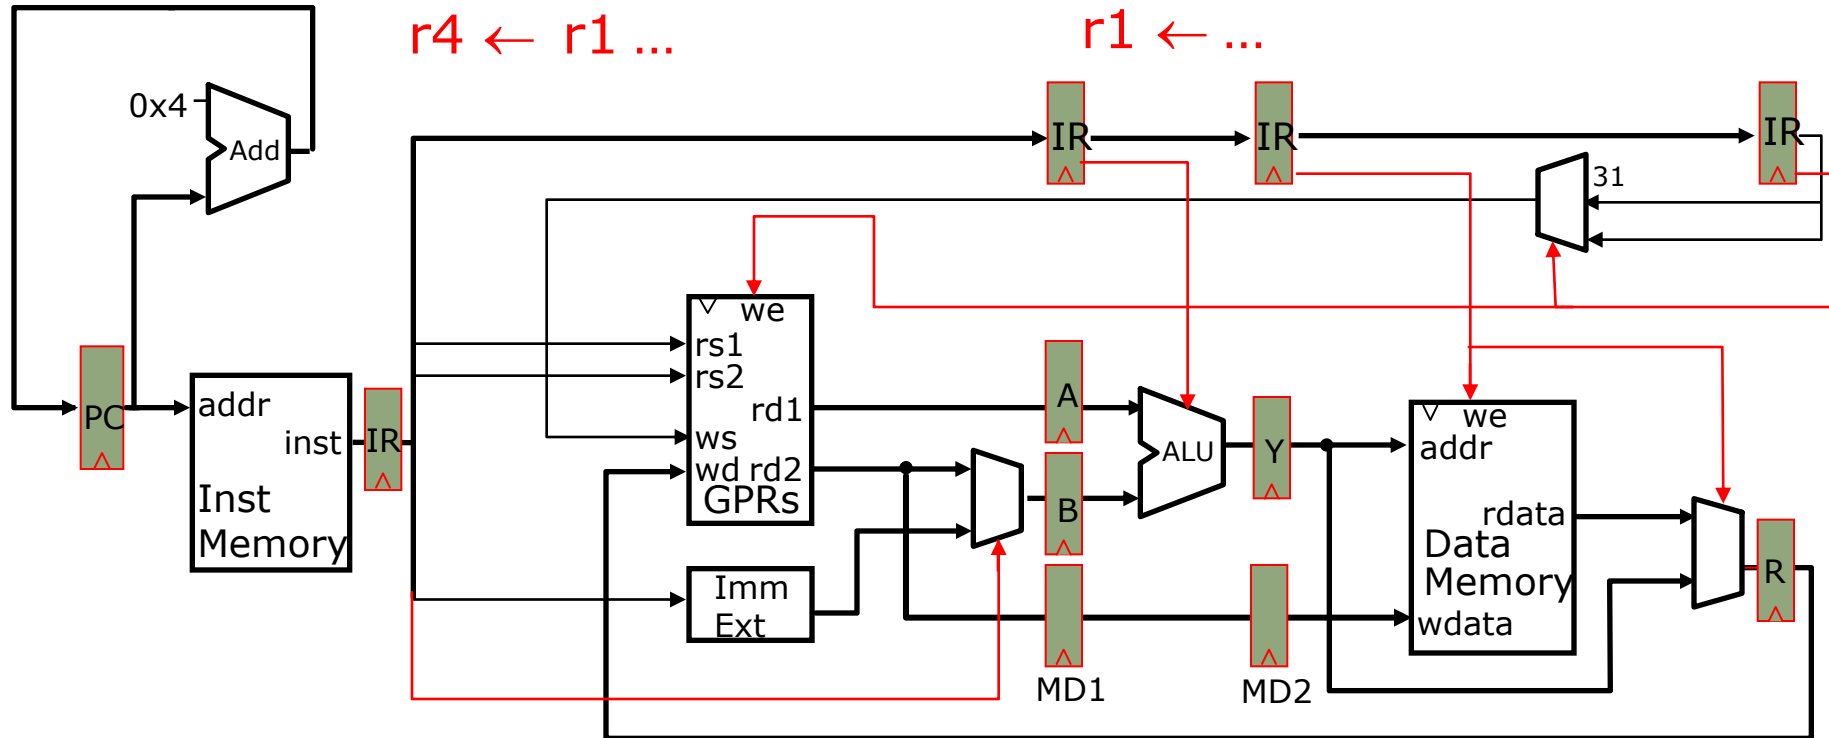 r4 ← r1 ...
r1 ← ...
0x4
Add
IR
IR
IR
31
we
rs1
rs2
rd1
ws
wd rd2
GPRs
PC
addr
inst
Inst
Memory
IR
A
B
ALU
Y
we
addr
rdata
Data
Memory
wdata
R
Imm
Ext
MD1
MD2